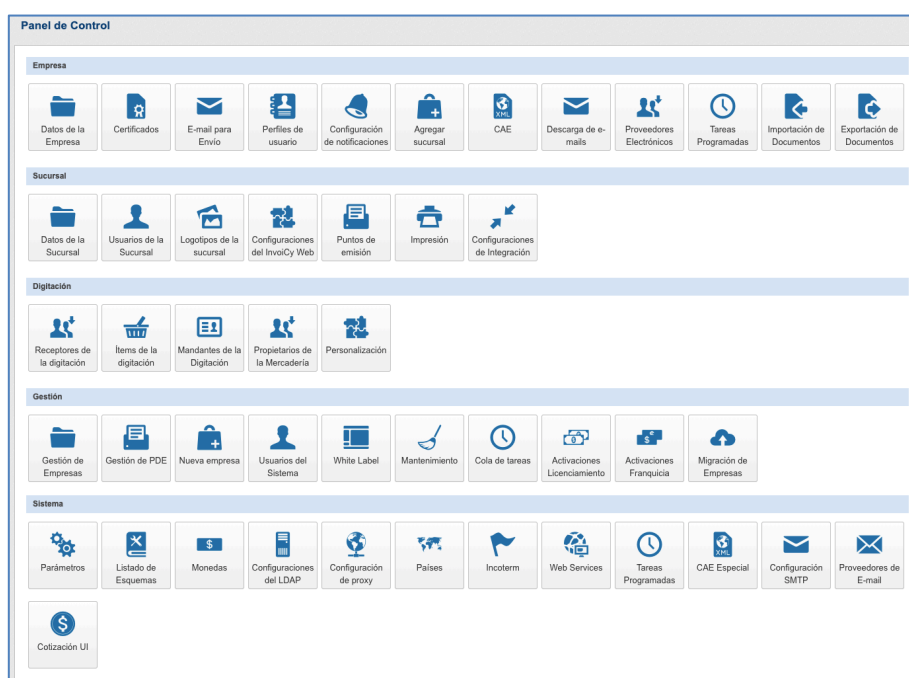 Panel de Control
Empresa
Datos de la
Empresa
Certificados
E-mail para
Envío
Perfiles de
usuario
Configuración
de notificaciones
Agregar
sucursal
XML
CAE
Descarga de e-
mails
Proveedores
Electrónicos
Tareas
Programadas
Importación de
Documentos
Exportación de
Documentos
Sucursal
Datos de la
Sucursal
Usuarios de la
Sucursal
Logotipos de la
sucursal
Configuraciones
del InvoiCy Web
Puntos de
emisión
Impresión
Configuraciones
de Integración
Digitación
Receptores de
la digitación
Ítems de la
digitación
Mandantes de la
Digitación
Propietarios de
la Mercadería
Personalización
Gestión
Gestión de
Empresas
Gestión de PDE
Nueva empresa
Usuarios del
Sistema
White Label
Mantenimiento
Cola de tareas
Activaciones
Licenciamiento
Activaciones
Franquicia
Migración de
Empresas
Sistema
Parámetros
Listado de
Esquemas
Monedas
Configuraciones
del LDAP
Configuración
de proxy
Países
Incoterm
Web Services
Tareas
Programadas
XML
CAE Especial
Configuración
SMTP
Proveedores de
E-mail
Cotización UI